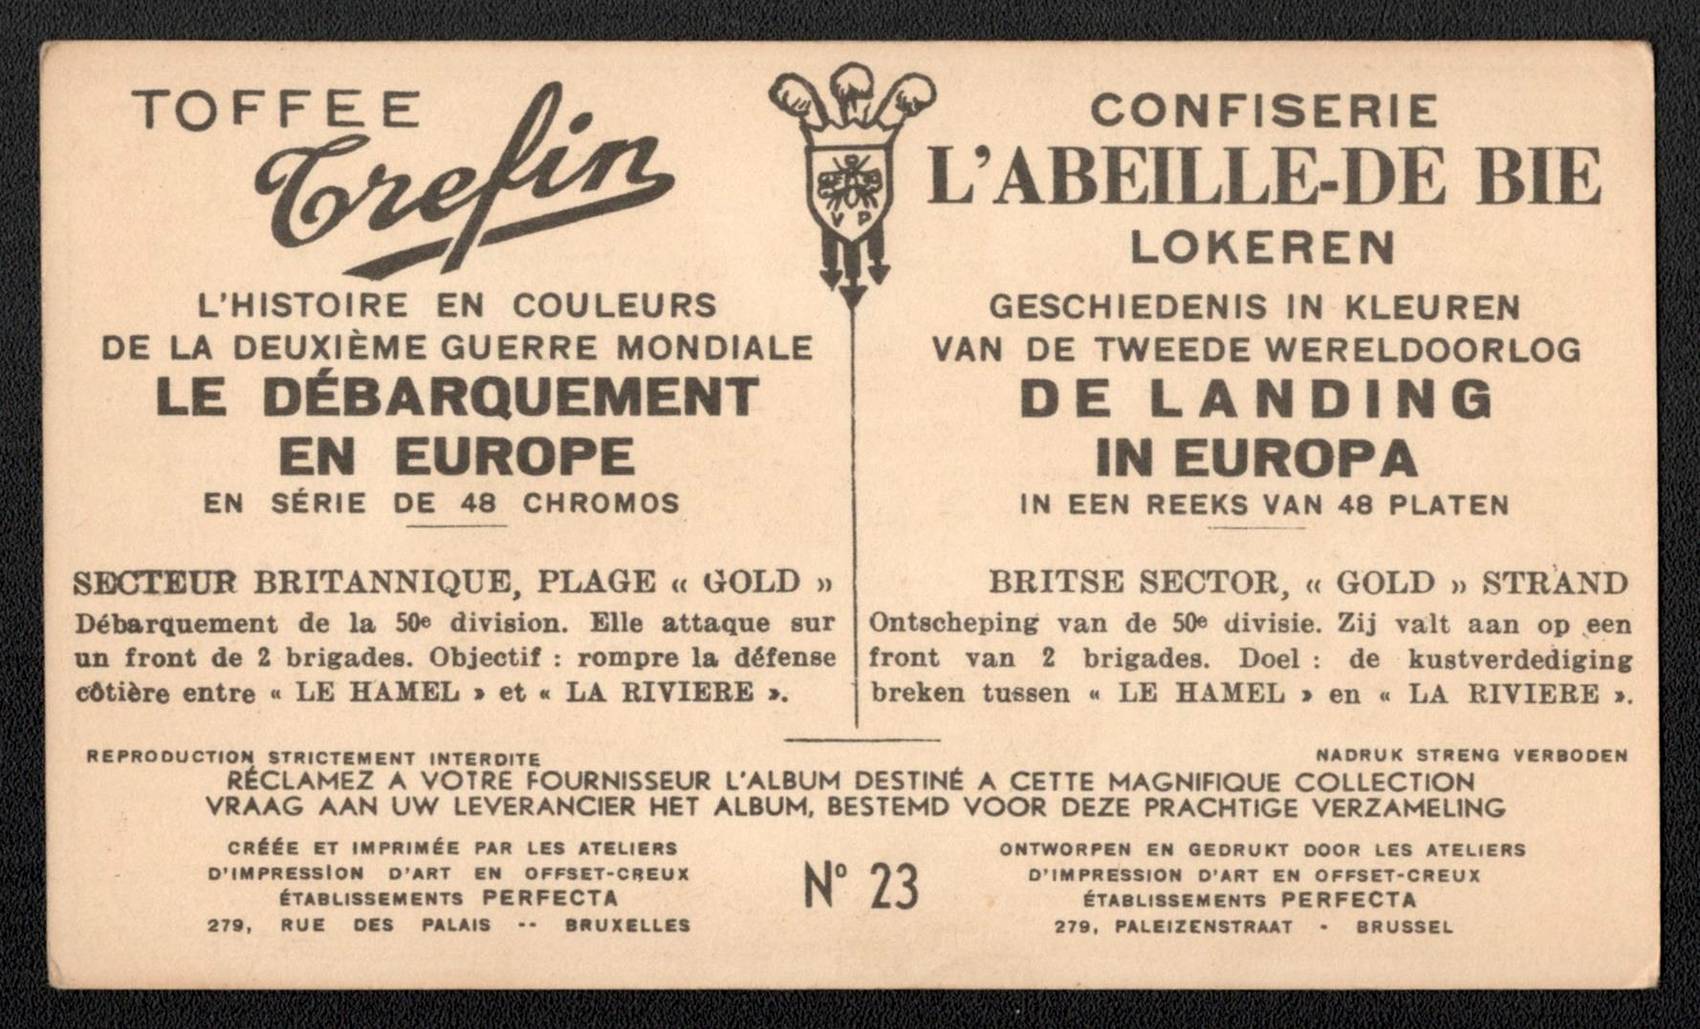 TOFFEE
Trefin
L'HISTOIRE EN COULEURS
DE LA DEUXIÈME GUERRE MONDIALE
LE DÉBARQUEMENT
EN EUROPE
EN SÉRIE DE 48 CHROMOS
SECTEUR BRITANNIQUE, PLAGE « GOLD »
Débarquement de la 50e division. Elle attaque sur
un front de 2 brigades. Objectif : rompre la défense
côtière entre « LE HAMEL » et « LA RIVIERE ».
V D
CONFISERIE
L'ABEILLE-DE BIE
LOKEREN
GESCHIEDENIS IN KLEUREN
VAN DE TWEEDE WERELDOORLOG
DE LANDING
IN EUROPA
IN EEN REEKS VAN 48 PLATEN
BRITSE SECTOR, « GOLD » STRAND
Ontscheping van de 50e divisie. Zij valt aan op een
front van 2 brigades. Doel : de kustverdediging
breken tussen « LE HAMEL » en « LA RIVIERE ».
REPRODUCTION STRICTEMENT INTERDITE
NADRUK STRENG VERBODEN
RÉCLAMEZ A VOTRE FOURNISSEUR L'ALBUM DESTINÉ A CETTE MAGNIFIQUE COLLECTION
VRAAG AAN UW LEVERANCIER HET ALBUM, BESTEMD VOOR DEZE PRACHTIGE VERZAMELING
CRÉÉE ET IMPRIMÉE PAR LES ATELIERS
D'IMPRESSION D'ART EN OFFSET-CREUX
ÉTABLISSEMENTS PERFECTA
279, RUE DES PALAIS -- BRUXELLES
N° 23
ONTWORPEN EN GEDRUKT DOOR LES ATELIERS
D'IMPRESSION D'ART EN OFFSET-CREUX
ÉTABLISSEMENTS PERFECTA
279, PALEIZENSTRAAT - BRUSSEL